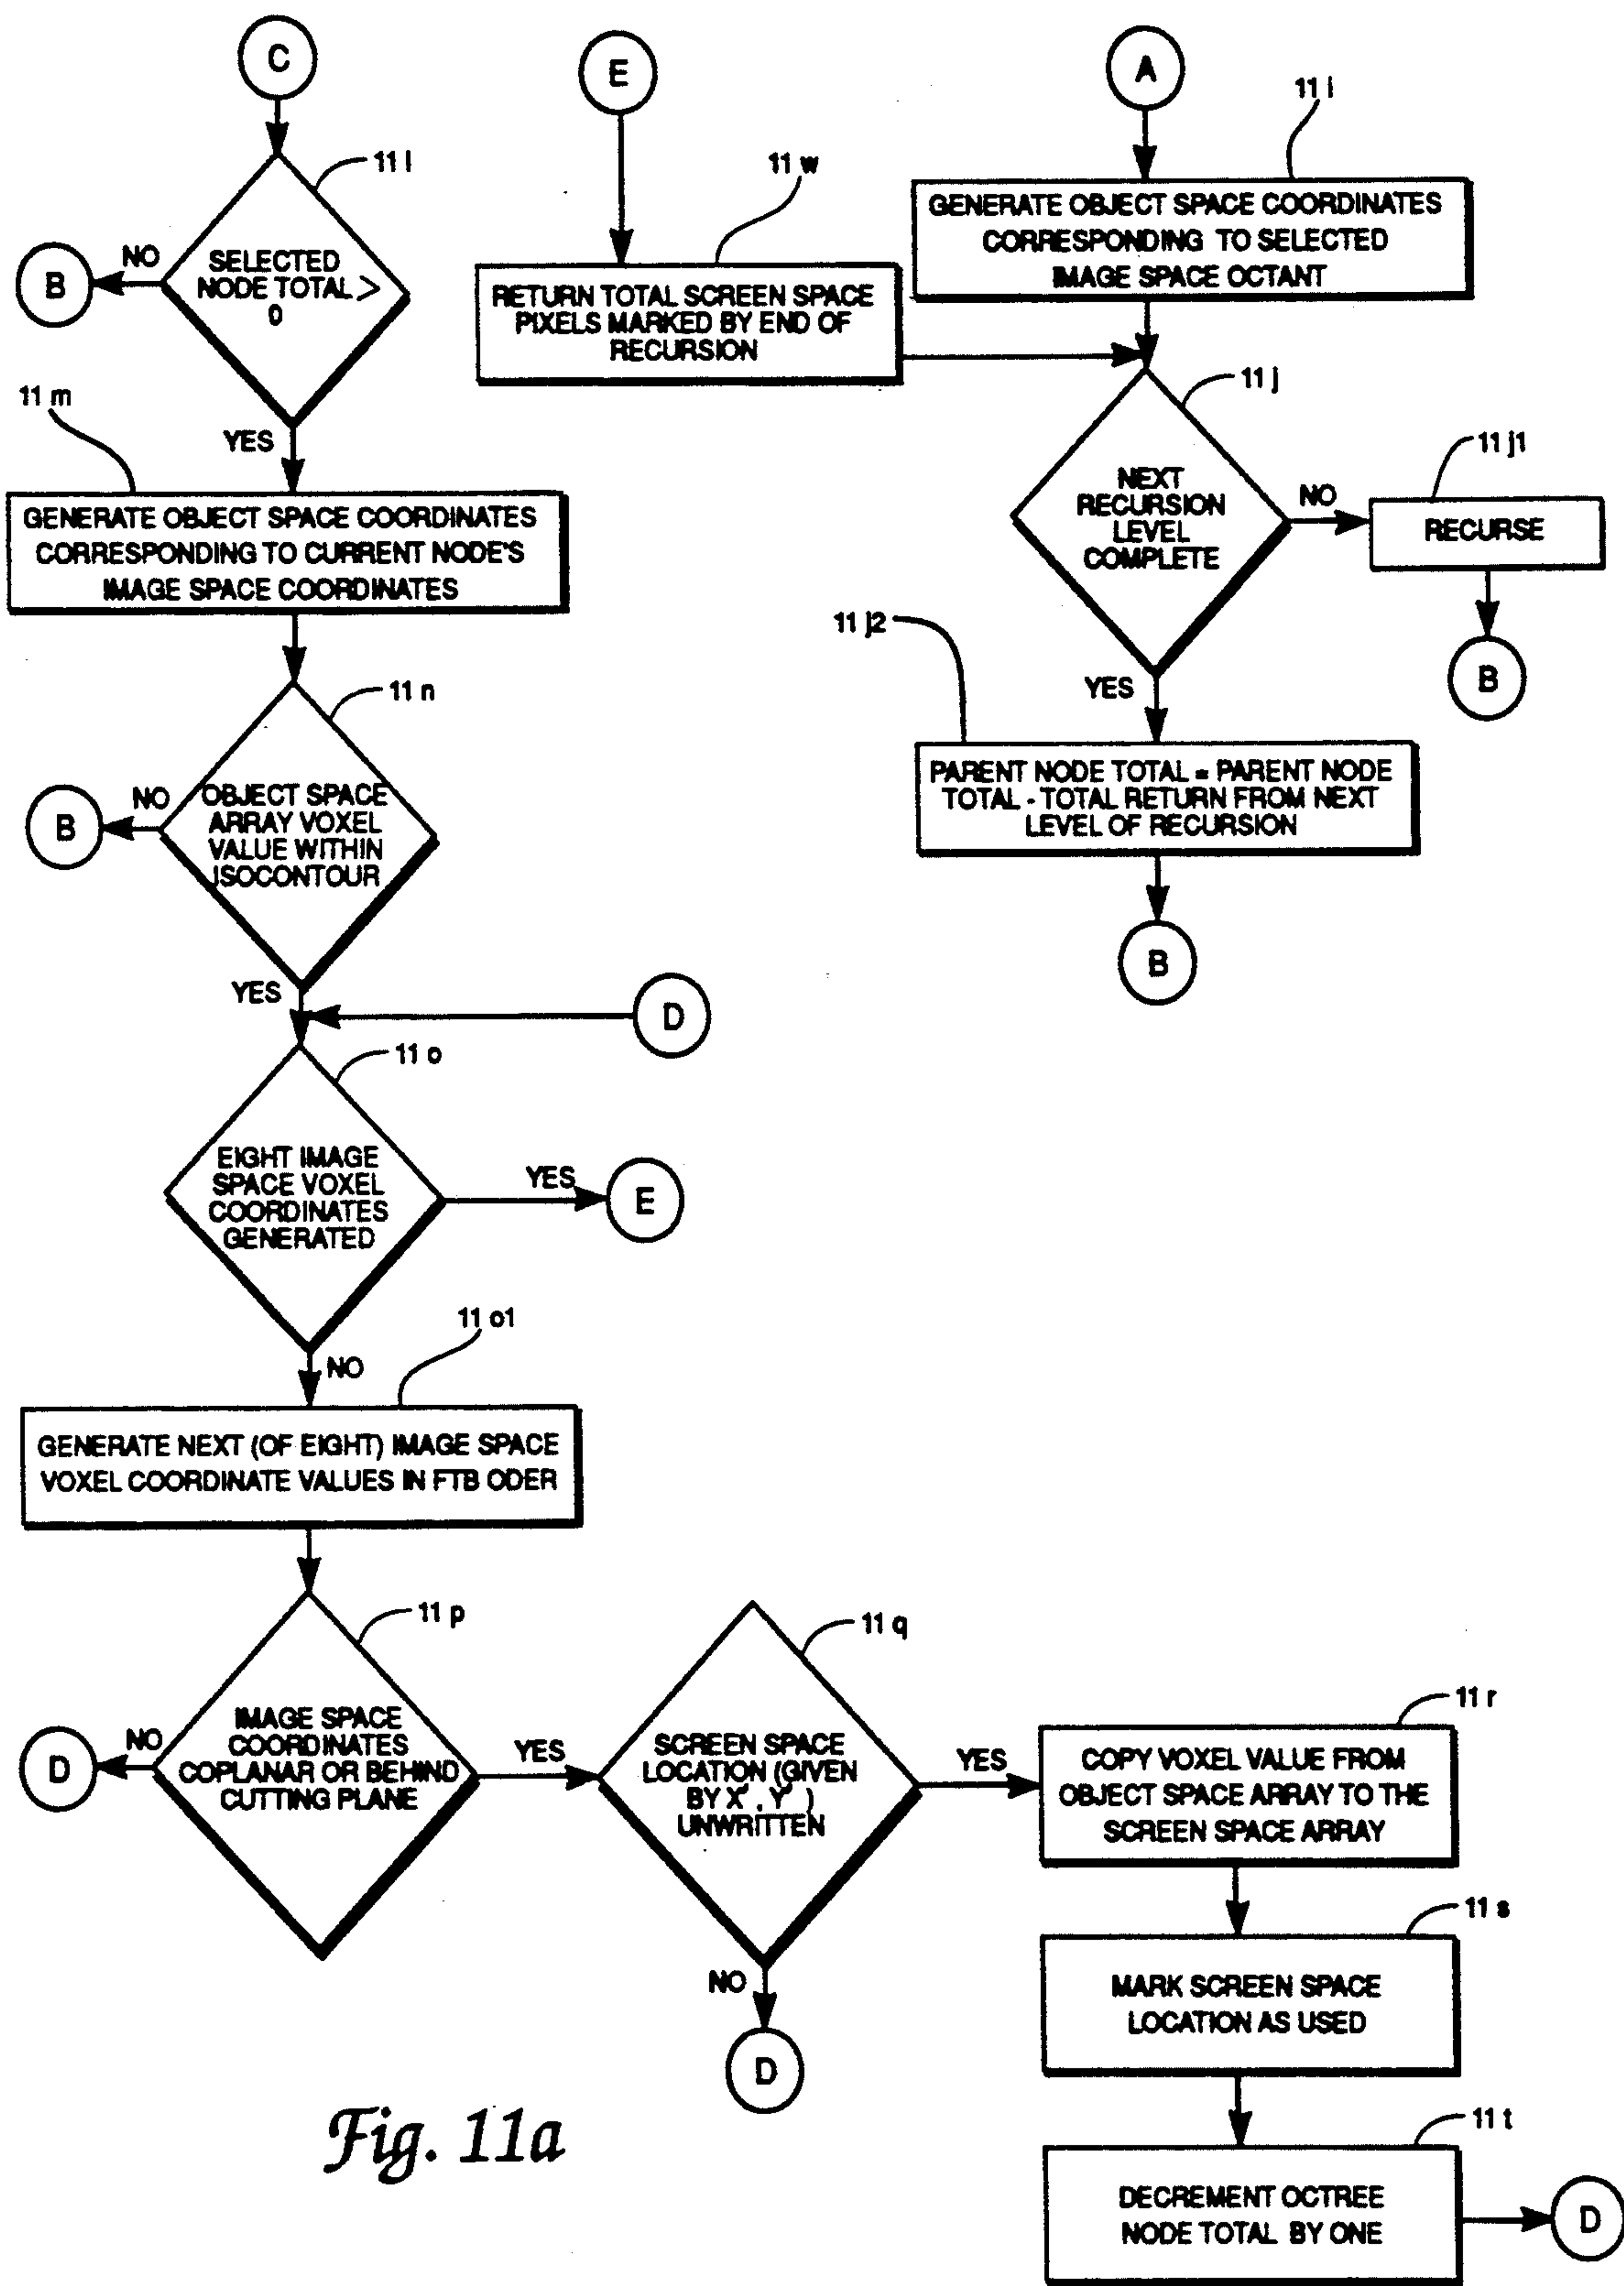 C
11 l
SELECTED
NODE TOTAL >
0
NO
B
YES
11 m
GENERATE OBJECT SPACE COORDINATES
CORRESPONDING TO CURRENT NODE'S
IMAGE SPACE COORDINATES
11 n
OBJECT SPACE
ARRAY VOXEL
VALUE WITHIN
ISOCONTOUR
NO
B
YES
D
11 o
EIGHT IMAGE
SPACE VOXEL
COORDINATES
GENERATED
YES
E
NO
11 o1
GENERATE NEXT (OF EIGHT) IMAGE SPACE
VOXEL COORDINATE VALUES IN FTB ODER
11 p
IMAGE SPACE
COORDINATES
COPLANAR OR BEHIND
CUTTING PLANE
NO
D
YES
11 q
SCREEN SPACE
LOCATION (GIVEN
BY X' , Y' )
UNWRITTEN
NO
D
YES
11 r
COPY VOXEL VALUE FROM
OBJECT SPACE ARRAY TO THE
SCREEN SPACE ARRAY
11 s
MARK SCREEN SPACE
LOCATION AS USED
11 t
DECREMENT OCTREE
NODE TOTAL BY ONE
D
E
11 w
RETURN TOTAL SCREEN SPACE
PIXELS MARKED BY END OF
RECURSION
A
11 i
GENERATE OBJECT SPACE COORDINATES
CORRESPONDING TO SELECTED
IMAGE SPACE OCTANT
11 j
NEXT
RECURSION
LEVEL
COMPLETE
NO
11 j1
RECURSE
B
YES
11 j2
PARENT NODE TOTAL = PARENT NODE
TOTAL - TOTAL RETURN FROM NEXT
LEVEL OF RECURSION
B
Fig. 11a